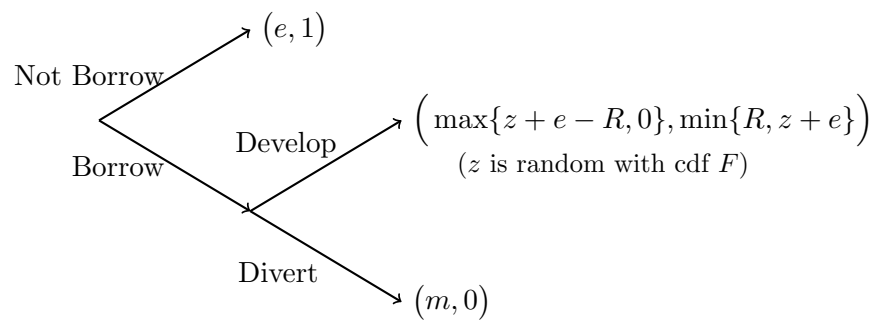 (e, 1)
Not Borrow
Develop
(max{z + e − R, 0}, min{R, z + e})
Borrow
(z is random with cdf F)
Divert
(m, 0)